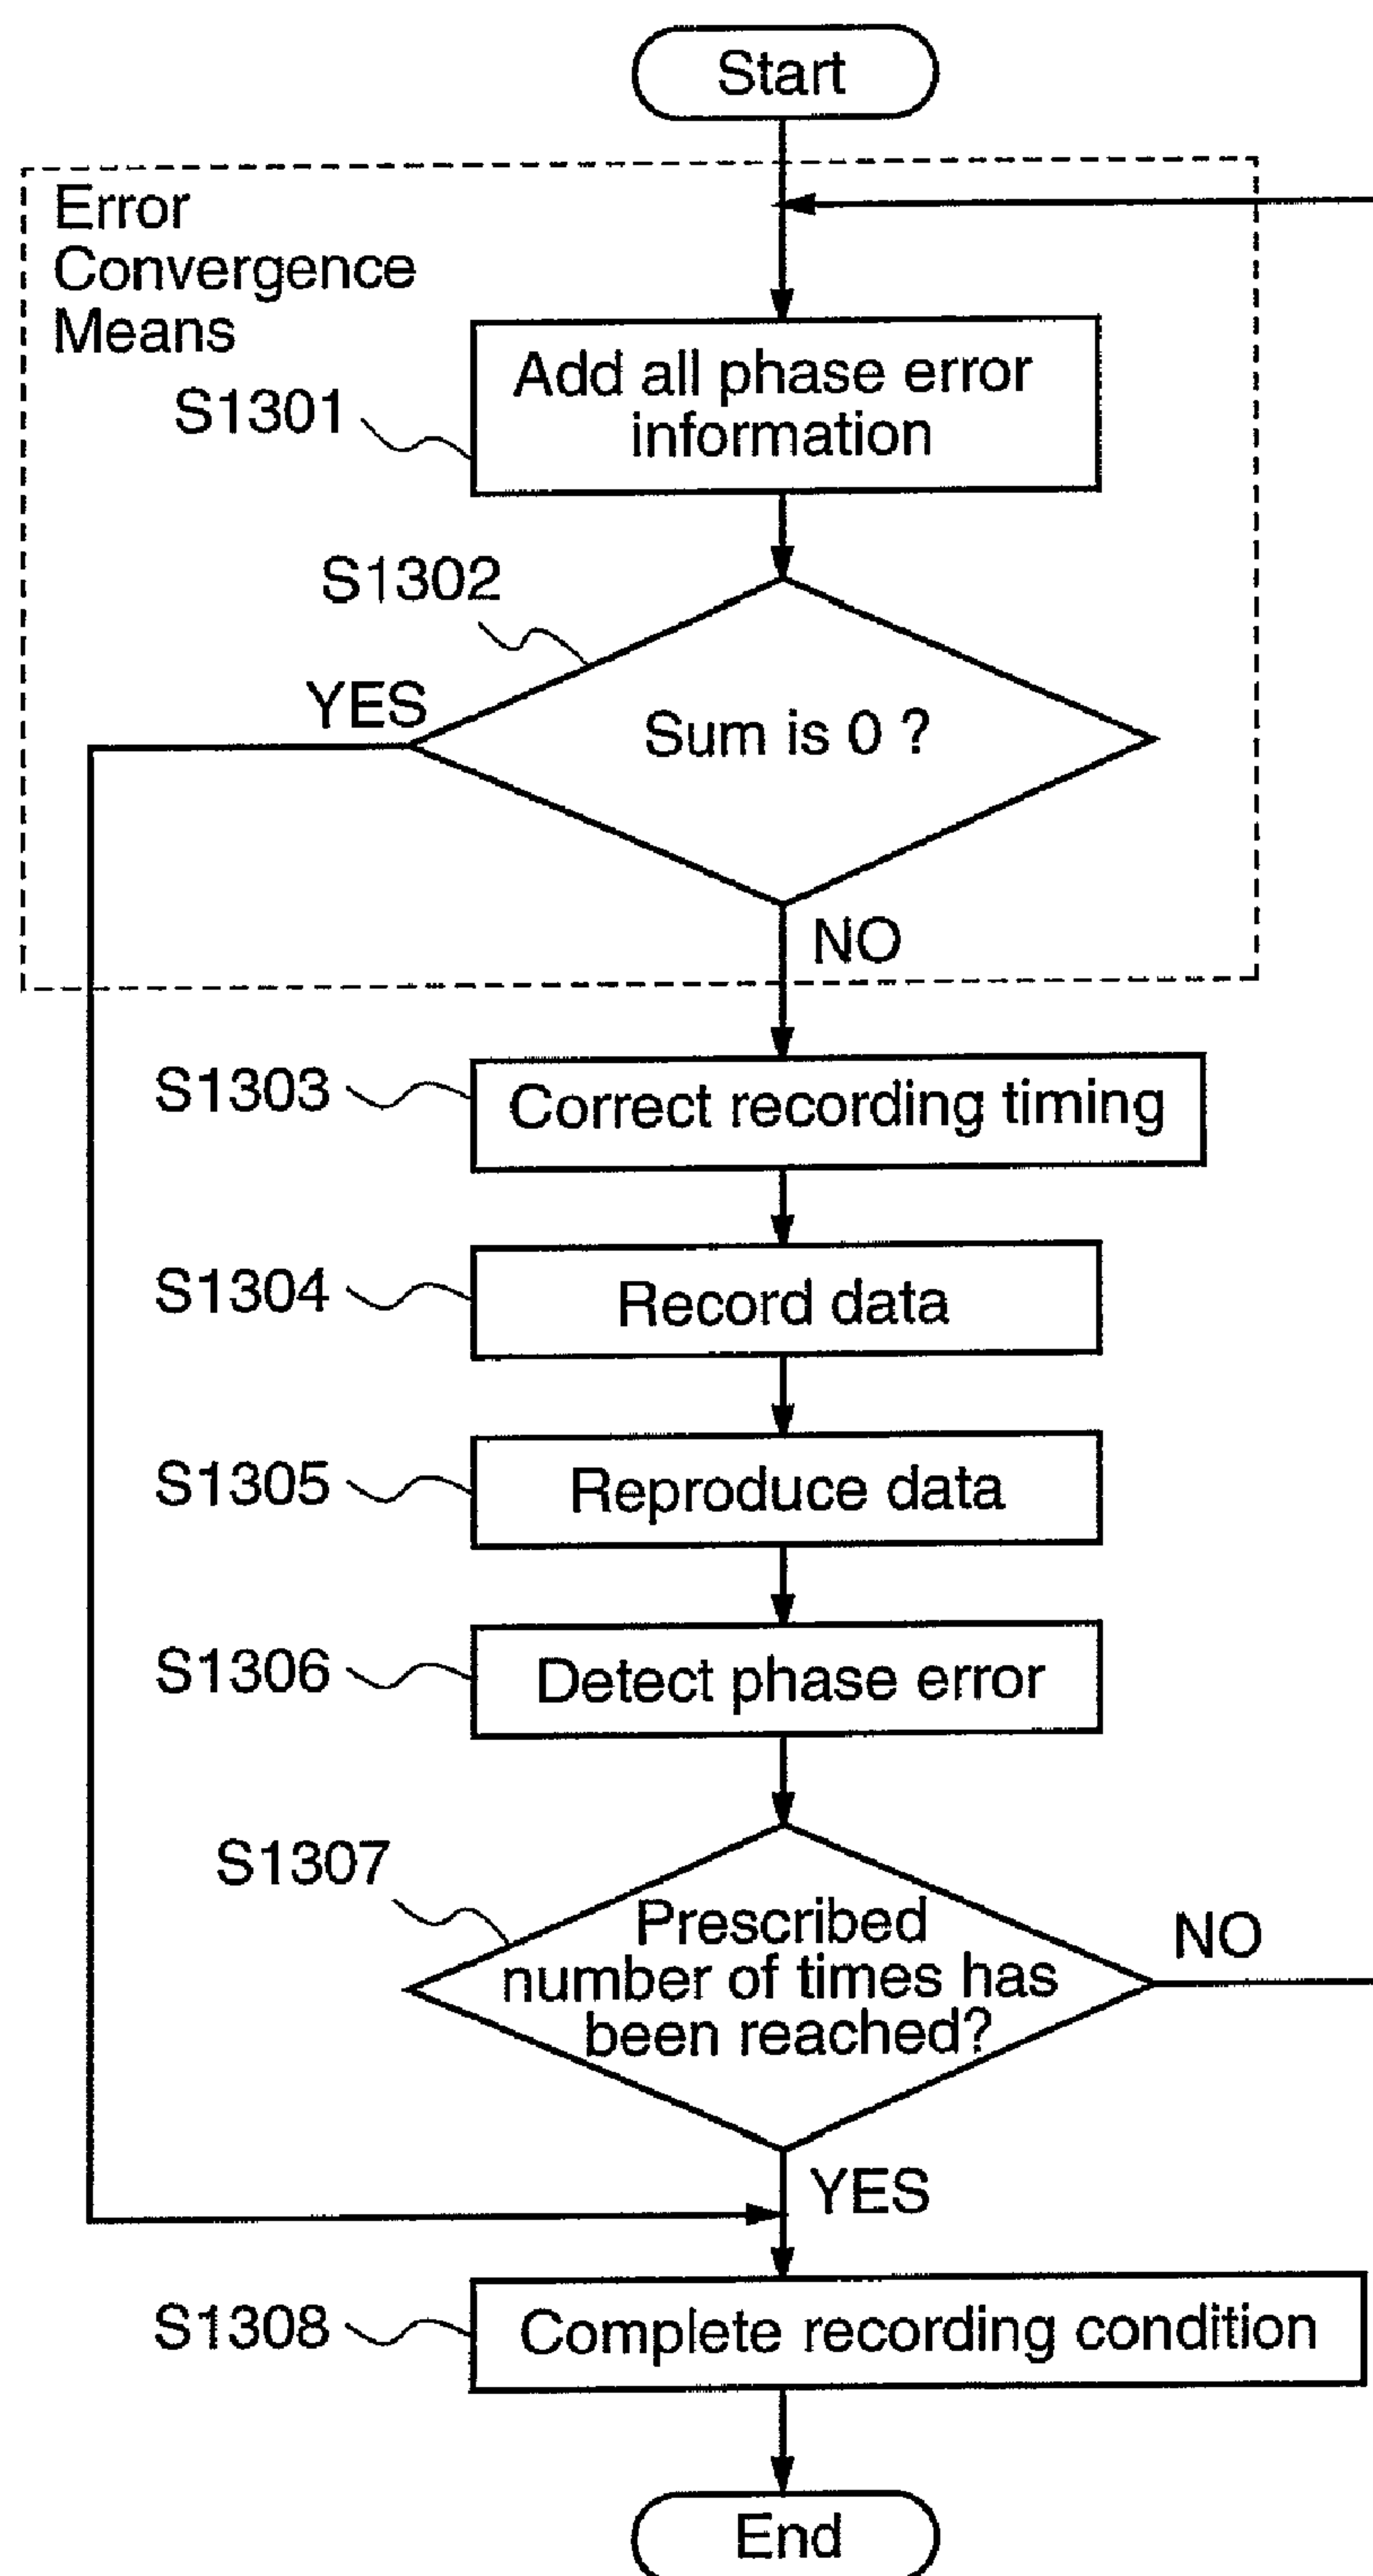 Start
Error
Convergence
Means
S1301
Add all phase error
information
S1302
YES
Sum is 0 ?
NO
S1303
Correct recording timing
S1304
Record data
S1305
Reproduce data
S1306
Detect phase error
S1307
Prescribed
number of times has
been reached?
NO
YES
S1308
Complete recording condition
End